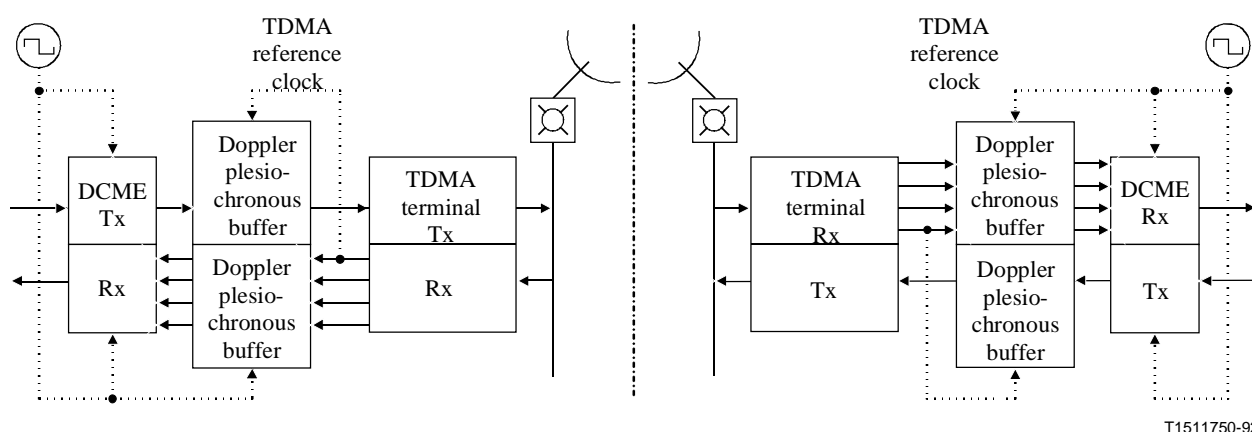 TDMA
reference
clock
TDMA
reference
clock
DCME
Tx
Doppler
plesio-
chronous
buffer
TDMA
terminal
Tx
Rx
Doppler
plesio-
chronous
buffer
Rx
TDMA
terminal
Rx
Doppler
plesio-
chronous
buffer
DCME
Rx
Tx
Doppler
plesio-
chronous
buffer
Tx